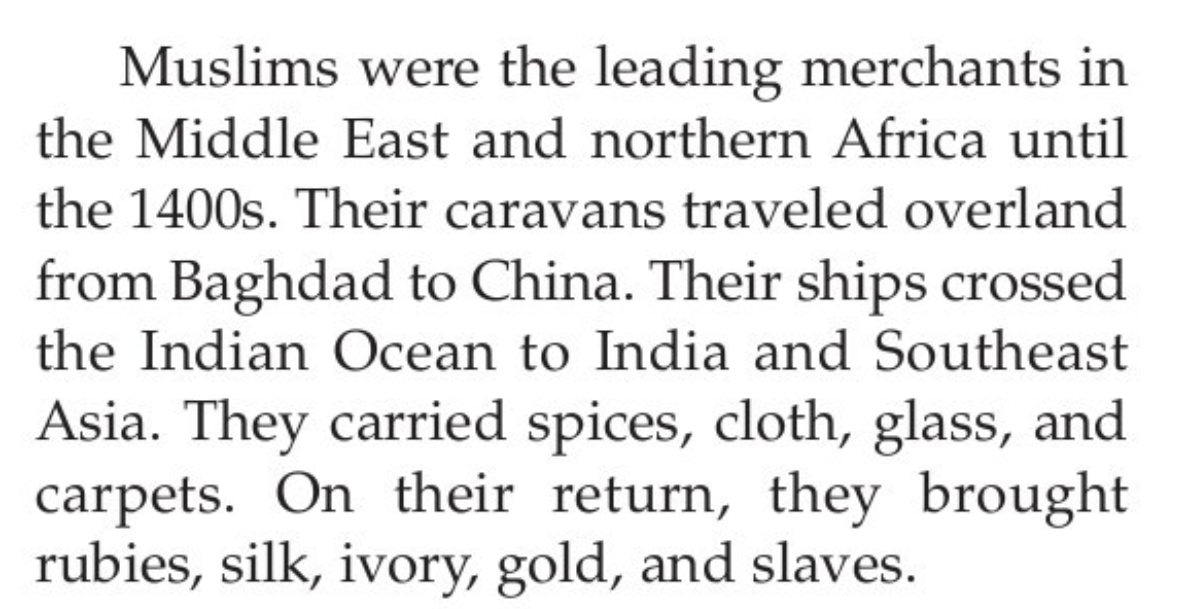 Muslims were the leading merchants in
the Middle East and northern Africa until
the 1400s. Their caravans traveled overland
from Baghdad to China. Their ships crossed
the Indian Ocean to India and Southeast
Asia. They carried spices, cloth, glass, and
carpets. On their return, they brought
rubies, silk, ivory, gold, and slaves.